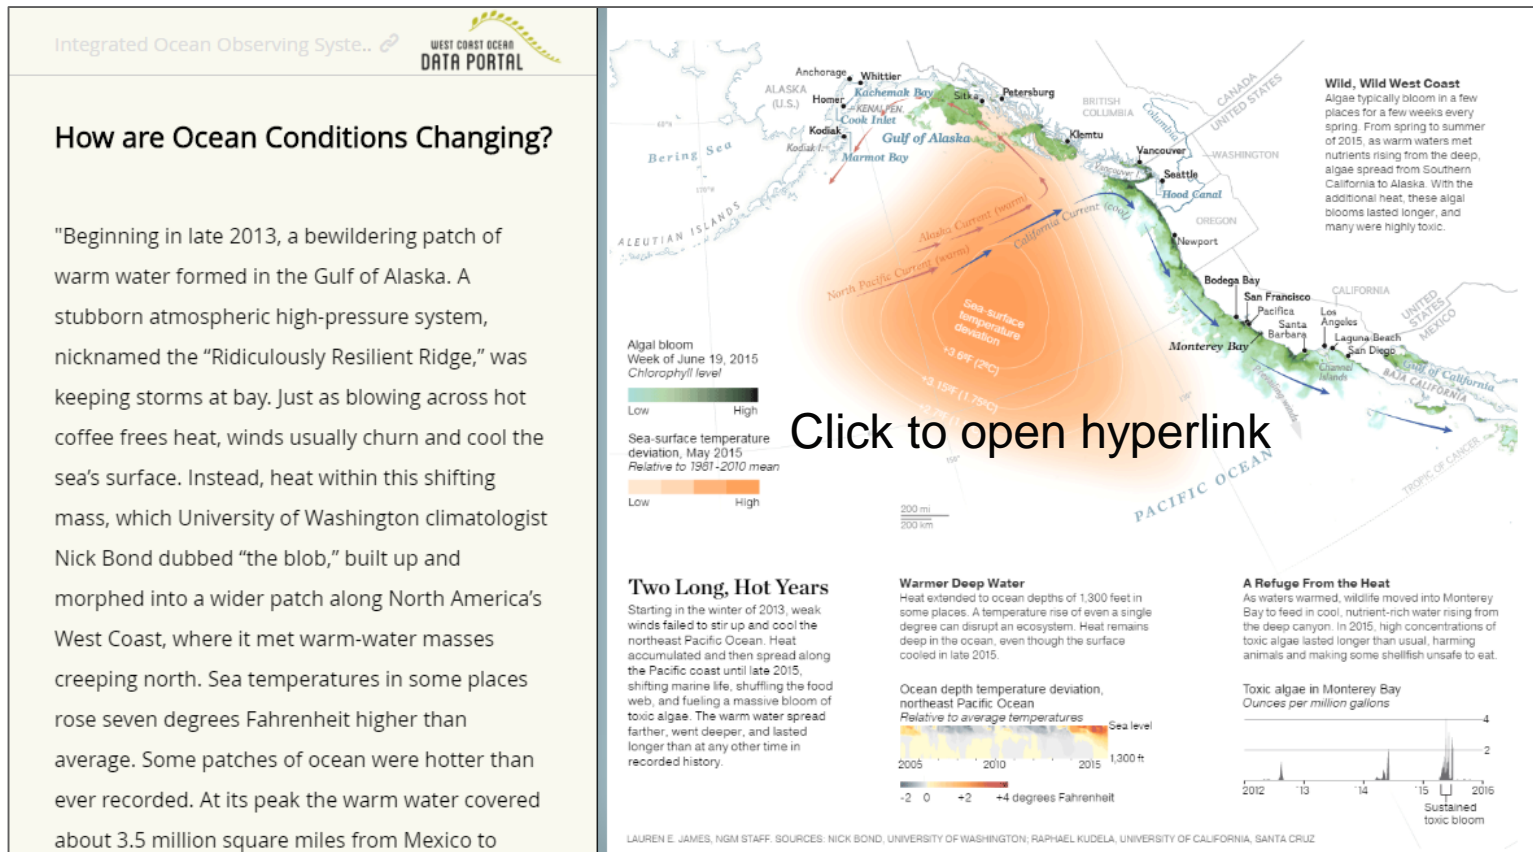 Integrated Ocean Observing Syste..
WEST COAST OCEAN
DATA PORTAL
How are Ocean Conditions Changing?
"Beginning in late 2013, a bewildering patch of
warm water formed in the Gulf of Alaska. A
stubborn atmospheric high-pressure system,
nicknamed the “Ridiculously Resilient Ridge,” was
keeping storms at bay. Just as blowing across hot
coffee frees heat, winds usually churn and cool the
sea’s surface. Instead, heat within this shifting
mass, which University of Washington climatologist
Nick Bond dubbed “the blob,” built up and
morphed into a wider patch along North America’s
West Coast, where it met warm-water masses
creeping north. Sea temperatures in some places
rose seven degrees Fahrenheit higher than
average. Some patches of ocean were hotter than
ever recorded. At its peak the warm water covered
about 3.5 million square miles from Mexico to
Anchorage
Whittier
ALASKA
(U.S.)
Kachemak Bay
Homer
KENAI PEN.
Cook Inlet
Kodiak
Kodiak I.
Marmot Bay
Bering Sea
ALEUTIAN ISLANDS
Gulf of Alaska
Sitka
Petersburg
BRITISH
COLUMBIA
Klemtu
CANADA
UNITED STATES
Columbia
Vancouver
Vancouver I.
WASHINGTON
Seattle
Hood Canal
OREGON
Newport
Alaska Current (warm)
California Current (cool)
North Pacific Current (warm)
Bodega Bay
San Francisco
Pacifica
CALIFORNIA
Los
Angeles
Santa
Barbara
Laguna Beach
San Diego
Monterey Bay
Channel
Islands
UNITED
STATES
MEXICO
Gulf of California
BAJA CALIFORNIA
Prevailing winds
TROPIC OF CANCER
PACIFIC OCEAN
Sea-surface
temperature
deviation
+3.6ºF (2ºC)
+3.15ºF (1.75ºC)
Wild, Wild West Coast
Algae typically bloom in a few
places for a few weeks every
spring. From spring to summer
of 2015, as warm waters met
nutrients rising from the deep,
algae spread from Southern
California to Alaska. With the
additional heat, these algal
blooms lasted longer, and
many were highly toxic.
Algal bloom
Week of June 19, 2015
Chlorophyll level
Low High
Sea-surface temperature
deviation, May 2015
Relative to 1981-2010 mean
Low High
Click to open hyperlink
200 mi
200 km
Two Long, Hot Years
Starting in the winter of 2013, weak
winds failed to stir up and cool the
northeast Pacific Ocean. Heat
accumulated and then spread along
the Pacific coast until late 2015,
shifting marine life, shuffling the food
web, and fueling a massive bloom of
toxic algae. The warm water spread
farther, went deeper, and lasted
longer than at any other time in
recorded history.
Warmer Deep Water
Heat extended to ocean depths of 1,300 feet in
some places. A temperature rise of even a single
degree can disrupt an ecosystem. Heat remains
deep in the ocean, even though the surface
cooled in late 2015.
Ocean depth temperature deviation,
northeast Pacific Ocean
Relative to average temperatures
Sea level
1,300 ft
2005 2010 2015
-2 0 +2 +4 degrees Fahrenheit
A Refuge From the Heat
As waters warmed, wildlife moved into Monterey
Bay to feed in cool, nutrient-rich water rising from
the deep canyon. In 2015, high concentrations of
toxic algae lasted longer than usual, harming
animals and making some shellfish unsafe to eat.
Toxic algae in Monterey Bay
Ounces per million gallons
4
2
2012 '13 '14 '15 2016
Sustained
toxic bloom
LAUREN E. JAMES, NGM STAFF. SOURCES: NICK BOND, UNIVERSITY OF WASHINGTON; RAPHAEL KUDELA, UNIVERSITY OF CALIFORNIA, SANTA CRUZ